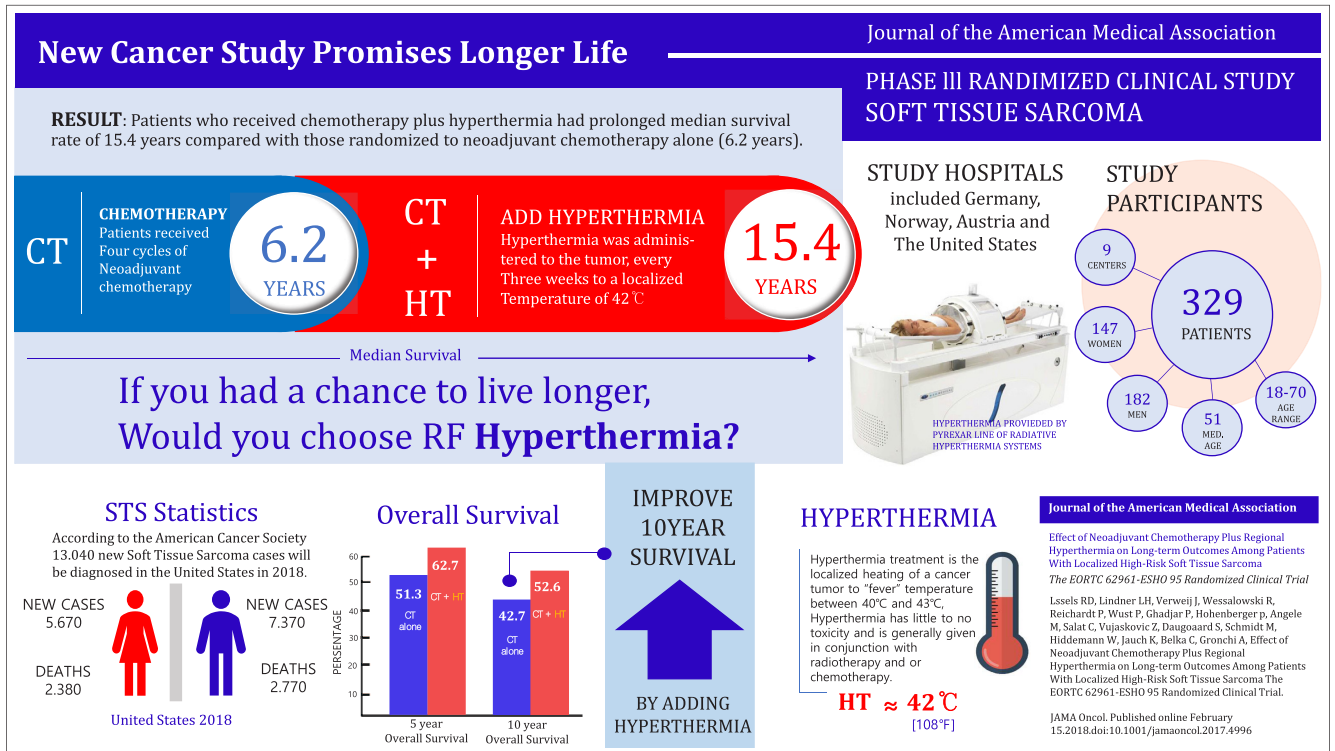 New Cancer Study Promises Longer Life
Journal of the American Medical Association
PHASE lll RANDIMIZED CLINICAL STUDY
SOFT TISSUE SARCOMA
RESULT: Patients who received chemotherapy plus hyperthermia had prolonged median survival
rate of 15.4 years compared with those randomized to neoadjuvant chemotherapy alone (6.2 years).
CT
CHEMOTHERAPY
Patients received
Four cycles of
Neoadjuvant
chemotherapy
6.2
YEARS
CT
+
HT
ADD HYPERTHERMIA
Hyperthermia was adminis-
tered to the tumor, every
Three weeks to a localized
Temperature of 42℃
15.4
YEARS
Median Survival
If you had a chance to live longer,
Would you choose RF Hyperthermia?
STUDY HOSPITALS
included Germany,
Norway, Austria and
The United States
HYPERTHERMIA PROVIEDED BY
PYREXAR LINE OF RADIATIVE
HYPERTHERMIA SYSTEMS
STUDY
PARTICIPANTS
9
CENTERS
147
WOMEN
182
MEN
51
MED.
AGE
18-70
AGE
RANGE
329
PATIENTS
STS Statistics
According to the American Cancer Society
13.040 new Soft Tissue Sarcoma cases will
be diagnosed in the United States in 2018.
NEW CASES
5.670
DEATHS
2.380
NEW CASES
7.370
DEATHS
2.770
United States 2018
Overall Survival
PERSENTAGE
60
50
40
30
20
10
51.3
CT
alone
62.7
CT + HT
42.7
CT
alone
52.6
CT + HT
5 year
Overall Survival
10 year
Overall Survival
IMPROVE
10YEAR
SURVIVAL
BY ADDING
HYPERTHERMIA
HYPERTHERMIA
Hyperthermia treatment is the
localized heating of a cancer
tumor to “fever” temperature
between 40℃ and 43℃,
Hyperthermia has little to no
toxicity and is generally given
in conjunction with
radiotherapy and or
chemotherapy.
HT ≈ 42℃
[108°F]
Journal of the American Medical Association
Effect of Neoadjuvant Chemotherapy Plus Regional
Hyperthermia on Long-term Outcomes Among Patients
With Localized High-Risk Soft Tissue Sarcoma
The EORTC 62961-ESHO 95 Randomized Clinical Trial
Lssels RD, Lindner LH, Verweij J, Wessalowski R,
Reichardt P, Wust P, Ghadjar P, Hohenberger p, Angele
M, Salat C, Vujaskovic Z, Daugoaard S, Schmidt M,
Hiddemann W, Jauch K, Belka C, Gronchi A, Effect of
Neoadjuvant Chemotherapy Plus Regional
Hyperthermia on Long-term Outcomes Among Patients
With Localized High-Risk Soft Tissue Sarcoma The
EORTC 62961-ESHO 95 Randomized Clinical Trial.
JAMA Oncol. Published online February
15.2018.doi:10.1001/jamaoncol.2017.4996